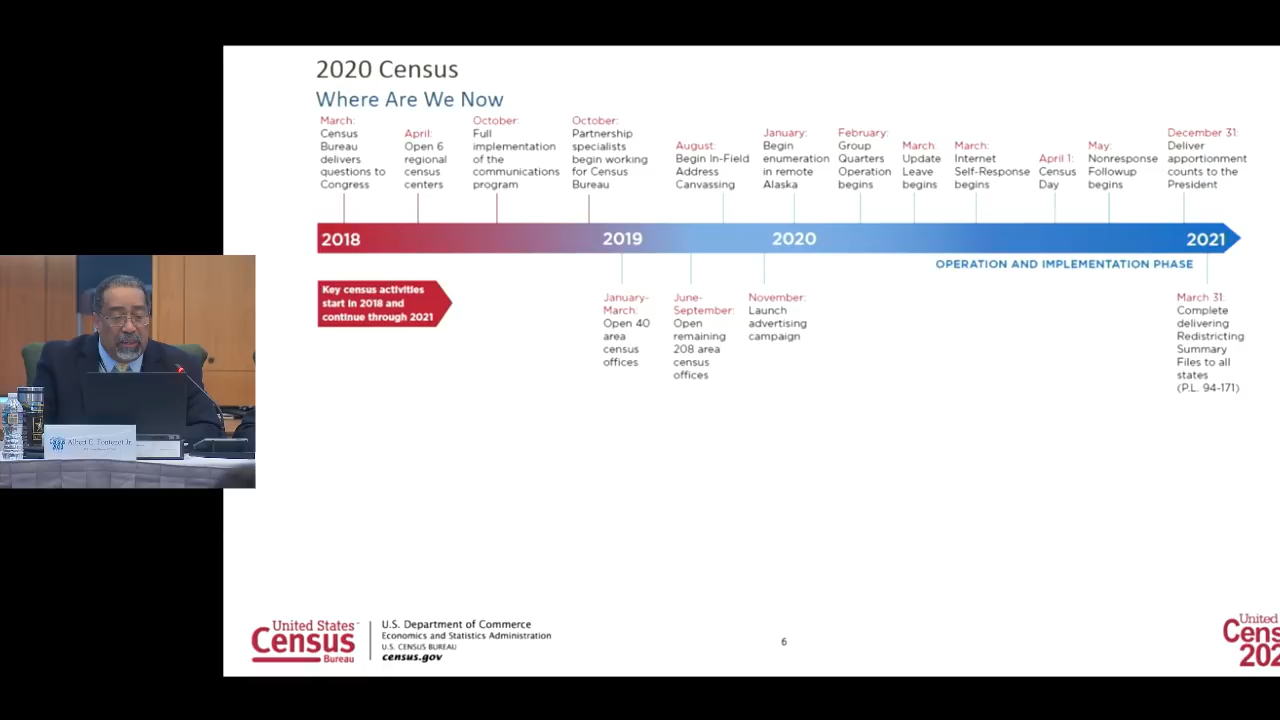 2020 Census
Where Are We Now
March:
Census
Bureau
delivers
questions to
Congress
April:
Open 6
regional
census
centers
October:
Full
implementation
of the
communications
program
October:
Partnership
specialists
begin working
for Census
Bureau
August:
Begin In-Field
Address
Canvassing
January:
Begin
enumeration
in remote
Alaska
February:
Group
Quarters
Operation
begins
March:
Update
Leave
begins
March:
Internet
Self-Response
begins
April 1:
Census
Day
May:
Nonresponse
Followup
begins
December 31:
Deliver
apportionment
counts to the
President
2018
2019
2020
2021
OPERATION AND IMPLEMENTATION PHASE
Key census activities
start in 2018 and
continue through 2021
January-
March:
Open 40
area
census
offices
June-
September:
Open
remaining
208 area
census
offices
November:
Launch
advertising
campaign
March 31:
Complete
delivering
Redistricting
Summary
Files to all
states
(P.L. 94-171)
Albert E. Fontenot Jr.
United States
Census
Bureau
U.S. Department of Commerce
Economics and Statistics Administration
U.S. CENSUS BUREAU
census.gov
6
United
Cens
202